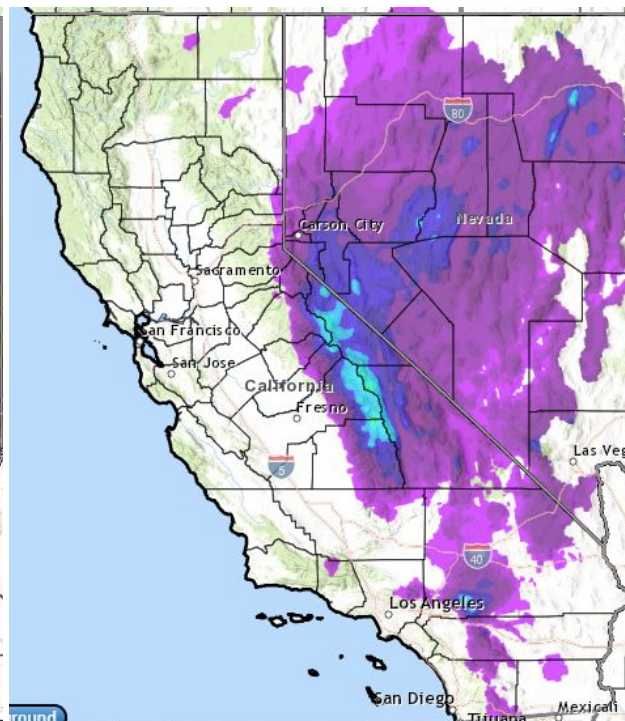 80
Carson City
Nevada
Sacramento
San Francisco
San Jose
California
Fresno
5
Las Veg
40
Los Angeles
San Diego
Tijuana
Mexicali
round